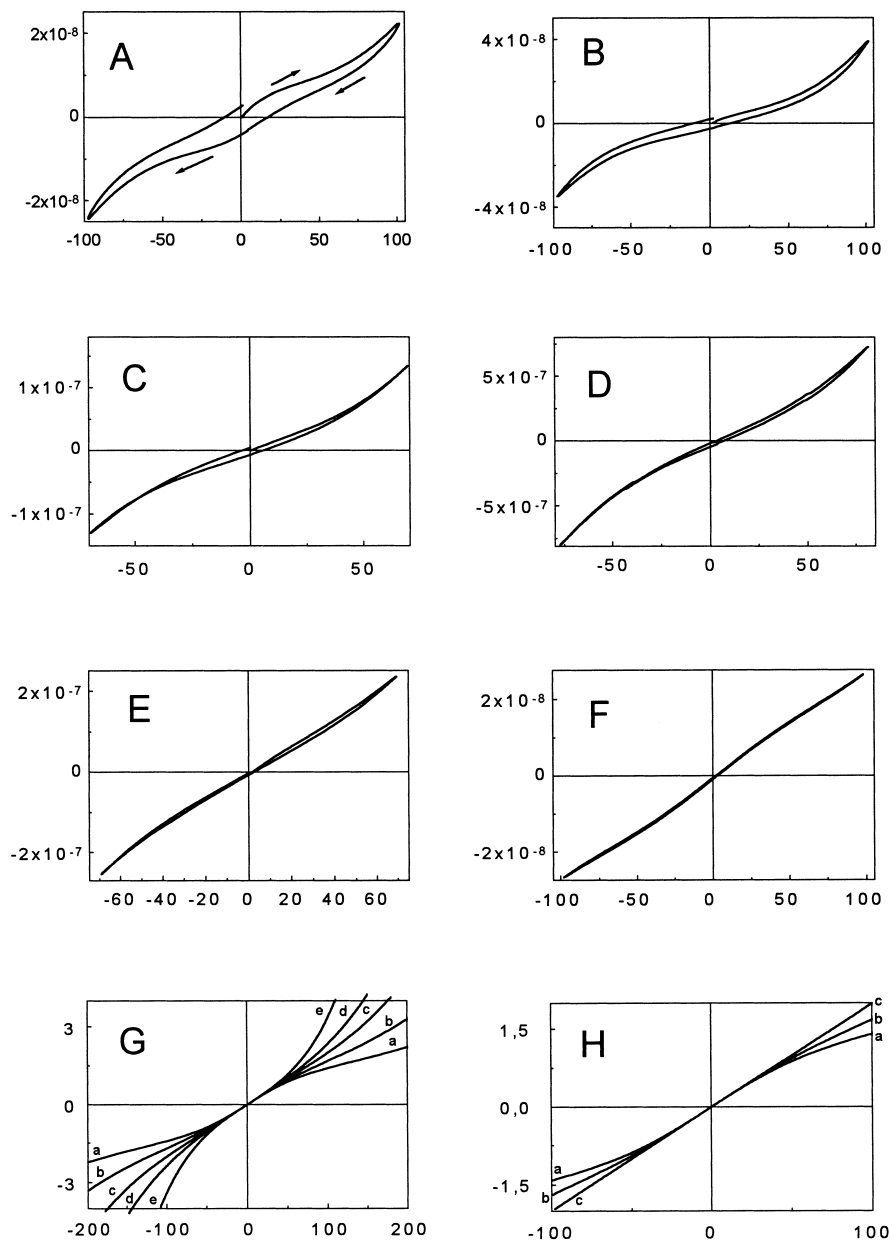 A
2x10-8
0
-2x10-8
-100 -50 0 50 100
B
4x10-8
0
-4x10-8
-100 -50 0 50 100
C
1x10-7
0
-1x10-7
-50 0 50
D
5x10-7
0
-5x10-7
-50 0 50
E
2x10-7
0
-2x10-7
-60 -40 -20 0 20 40 60
F
2x10-8
0
-2x10-8
-100 -50 0 50 100
G
3
0
-3
e d c b a
a b c d e
-200 -100 0 100 200
H
1,5
0,0
-1,5
c
b
a
a
b
c
-100 0 100